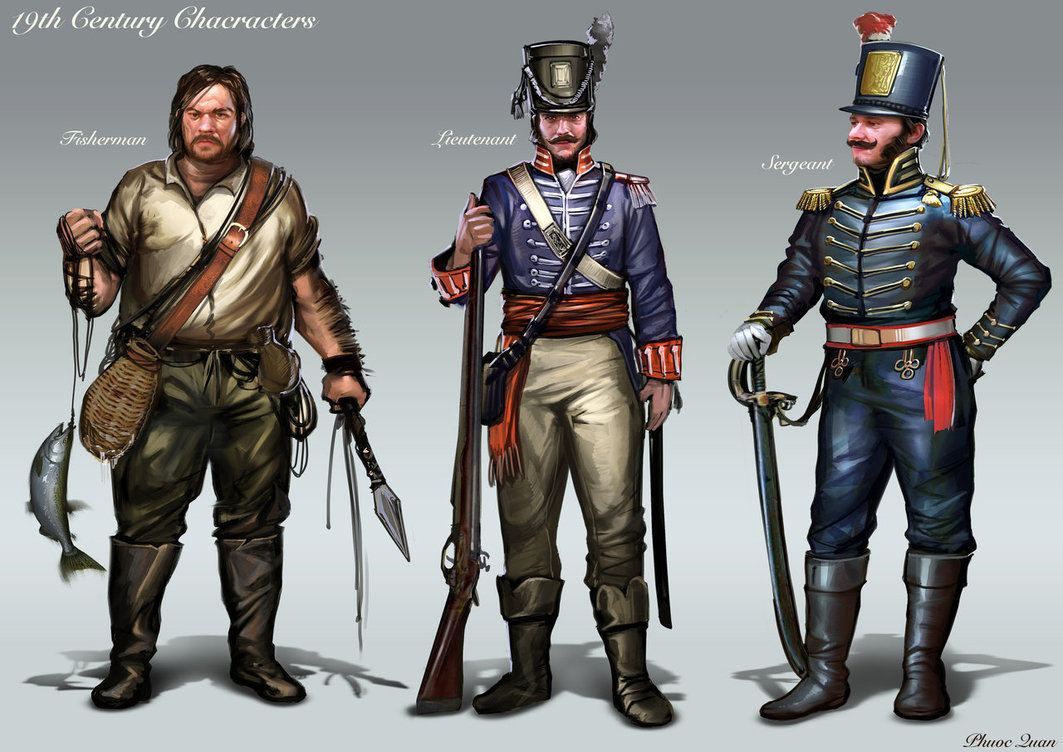 19th Century Chacracters
Fisherman
Lieutenant
Sergeant
Phuoc Quan